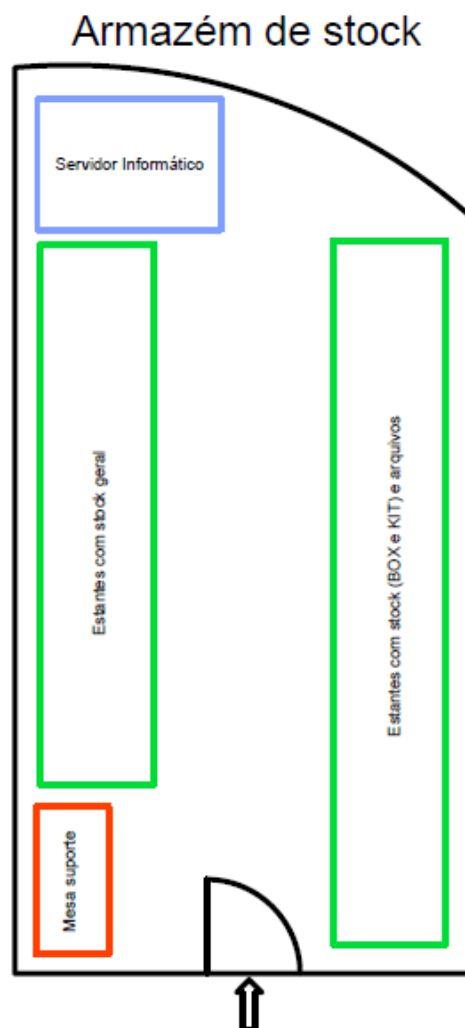 Armazém de stock
Servidor Informático
Estantes com stock geral
Estantes com stock (BOX e KIT) e arquivos
Mesa suporte